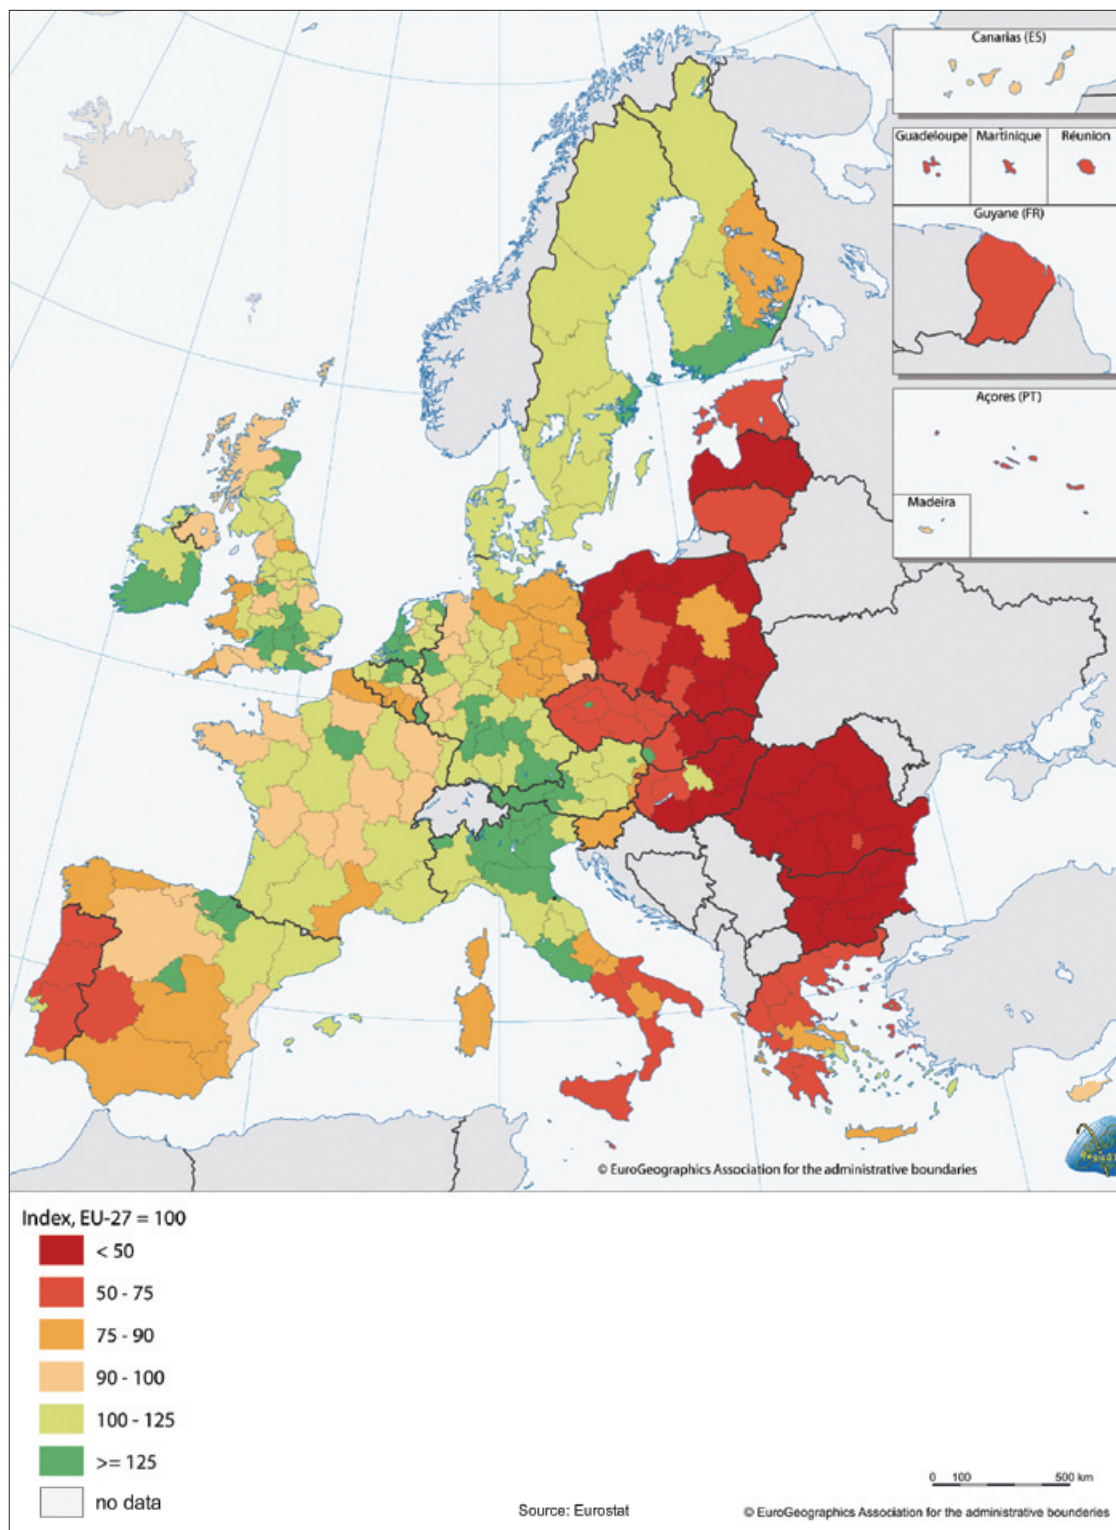 Canarias (ES)
Guadeloupe
Martinique
Réunion
Guyane (FR)
Açores (PT)
Madeira
© EuroGeographics Association for the administrative boundaries
Index, EU-27 = 100
< 50
50 - 75
75 - 90
90 - 100
100 - 125
>= 125
no data
0 100 500 km
Source: Eurostat
© EuroGeographics Association for the administrative bounderies